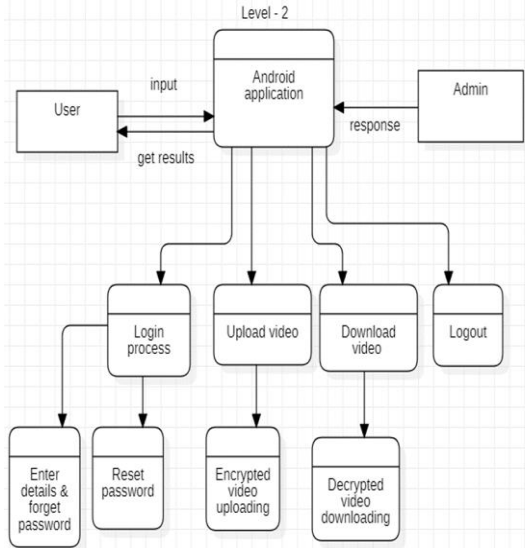 Level - 2
User
input
get results
Android
application
response
Admin
Login
process
Upload video
Download
video
Logout
Enter
details &
forget
password
Reset
password
Encrypted
video
uploading
Decrypted
video
downloading